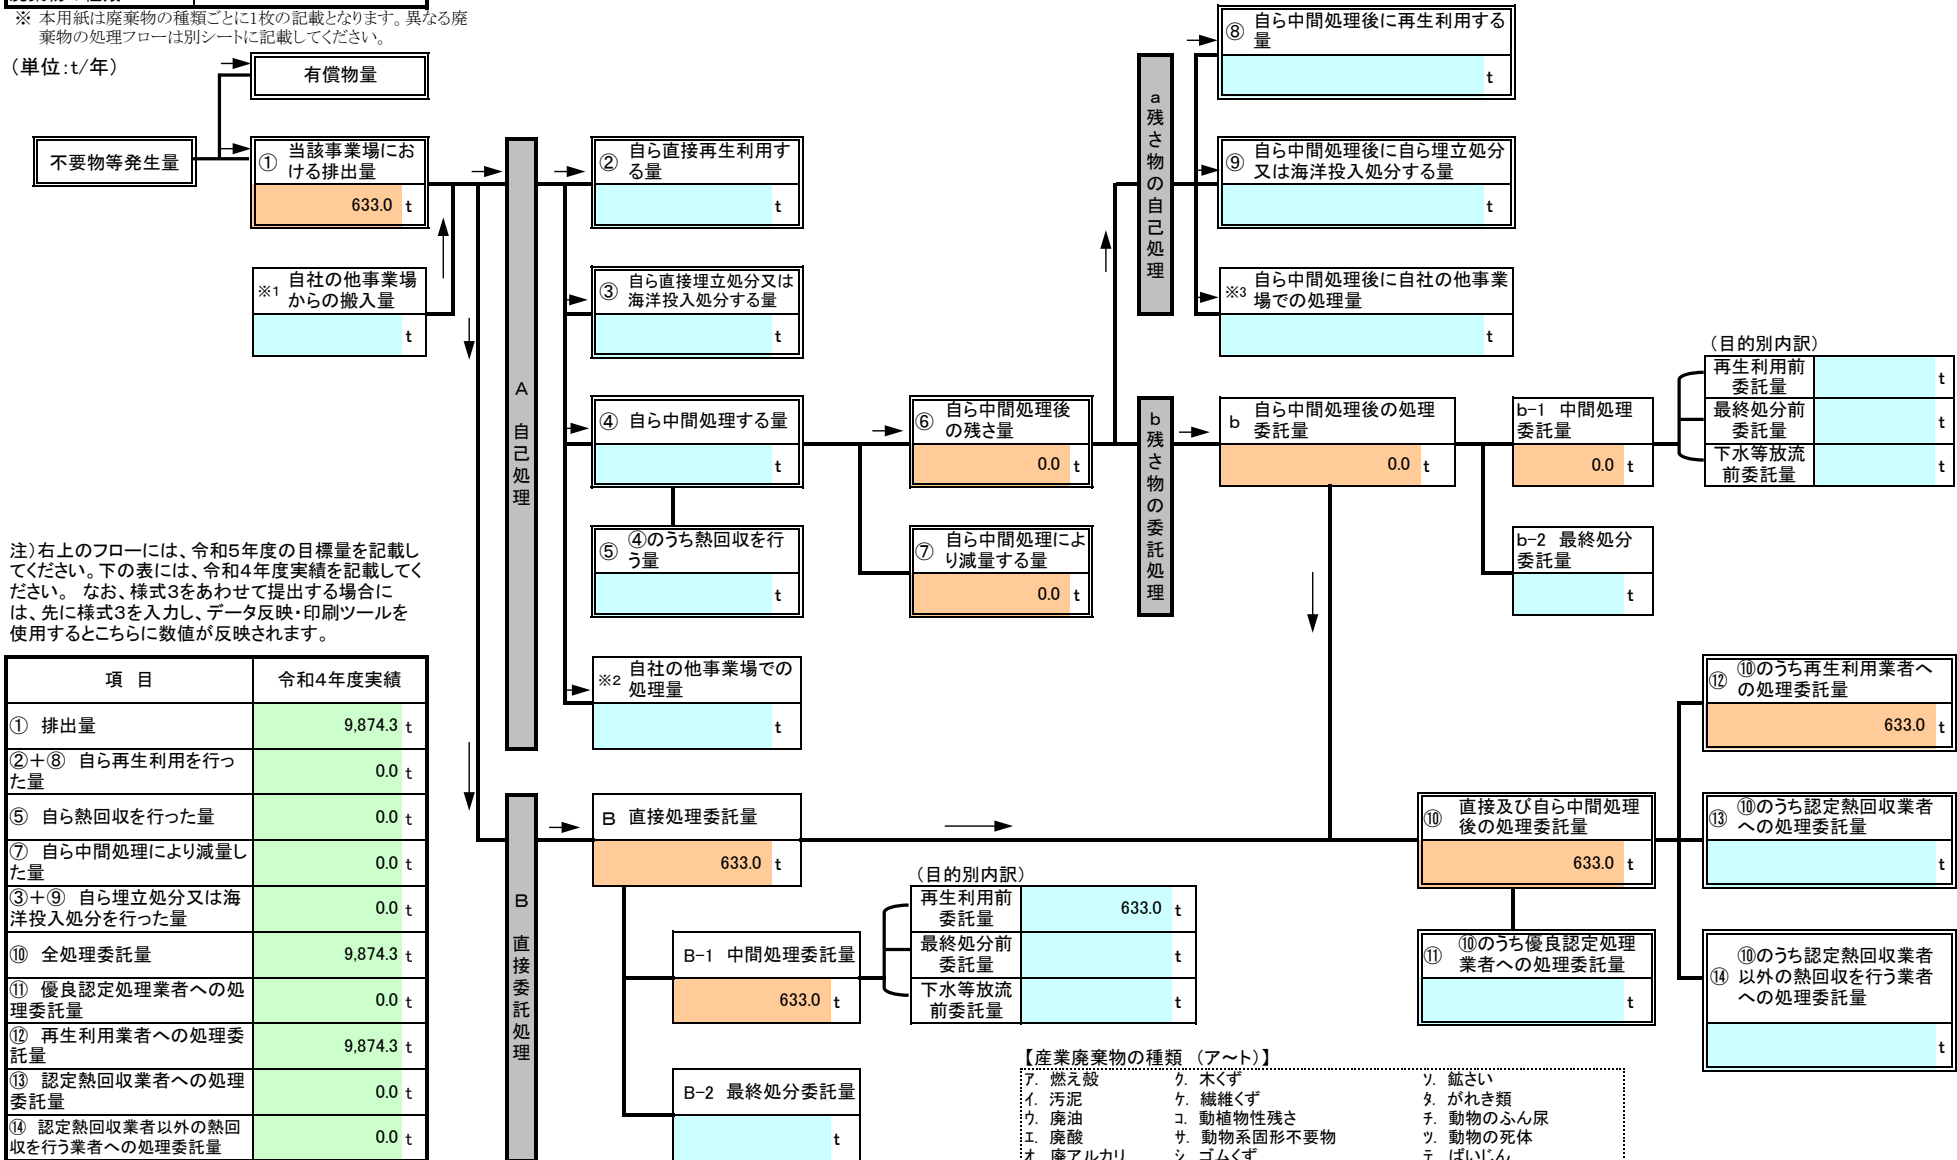 ※ 本用紙は廃棄物の種類ごとに1枚の記載となります。異なる廃
棄物の処理フローは別シートに記載してください。
（単位：t/年）
有償物量
不要物等発生量
① 当該事業場にお
ける排出量
633.0 t
※1 自社の他事業場
からの搬入量
t
A 自己処理
② 自ら直接再生利用す
る量
t
③ 自ら直接埋立処分又は
海洋投入処分する量
t
④ 自ら中間処理する量
t
⑤ ④のうち熱回収を行
う量
t
※2 自社の他事業場での
処理量
t
⑥ 自ら中間処理後
の残さ量
0.0 t
⑦ 自ら中間処理によ
り減量する量
0.0 t
a 残さ物の自己処理
⑧ 自ら中間処理後に再生利用する
量
t
⑨ 自ら中間処理後に自ら埋立処分
又は海洋投入処分する量
t
※3 自ら中間処理後に自社の他事業
場での処理量
t
b 残さ物の委託処理
b 自ら中間処理後の処理
委託量
0.0 t
b-1 中間処理
委託量
0.0 t
（目的別内訳）
再生利用前
委託量
t
最終処分前
委託量
t
下水等放流
前委託量
t
b-2 最終処分
委託量
t
注）右上のフローには、令和5年度の目標量を記載し
てください。下の表には、令和4年度実績を記載してく
ださい。 なお、様式3をあわせて提出する場合に
は、先に様式3を入力し、データ反映・印刷ツールを
使用するとこちらに数値が反映されます。
項 目 令和4年度実績
① 排出量 9,874.3 t
②＋⑧ 自ら再生利用を行っ
た量 0.0 t
⑤ 自ら熱回収を行った量 0.0 t
⑦ 自ら中間処理により減量し
た量 0.0 t
③＋⑨ 自ら埋立処分又は海
洋投入処分を行った量 0.0 t
⑩ 全処理委託量 9,874.3 t
⑪ 優良認定処理業者への処
理委託量 0.0 t
⑫ 再生利用業者への処理委
託量 9,874.3 t
⑬ 認定熱回収業者への処理
委託量 0.0 t
⑭ 認定熱回収業者以外の熱回
収を行う業者への処理委託量 0.0 t
B 直接委託処理
B 直接処理委託量
633.0 t
B-1 中間処理委託量
633.0 t
（目的別内訳）
再生利用前
委託量
633.0 t
最終処分前
委託量
t
下水等放流
前委託量
t
B-2 最終処分委託量
t
⑩ 直接及び自ら中間処理
後の処理委託量
633.0 t
⑪ ⑩のうち優良認定処理
業者への処理委託量
t
⑫ ⑩のうち再生利用業者へ
の処理委託量
633.0 t
⑬ ⑩のうち認定熱回収業者
への処理委託量
t
⑭ ⑩のうち認定熱回収業者
以外の熱回収を行う業者
への処理委託量
t
【産業廃棄物の種類 （ア～ト）】
ｱ. 燃え殻 ｸ. 木くず ｿ. 鉱さい
ｲ. 汚泥 ｹ. 繊維くず ﾀ. がれき類
ｳ. 廃油 ｺ. 動植物性残さ ﾁ. 動物のふん尿
ｴ. 廃酸 ｻ. 動物系固形不要物 ﾂ. 動物の死体
ｵ. 廃アルカリ ｼ. ゴムくず ﾃ. ばいじん